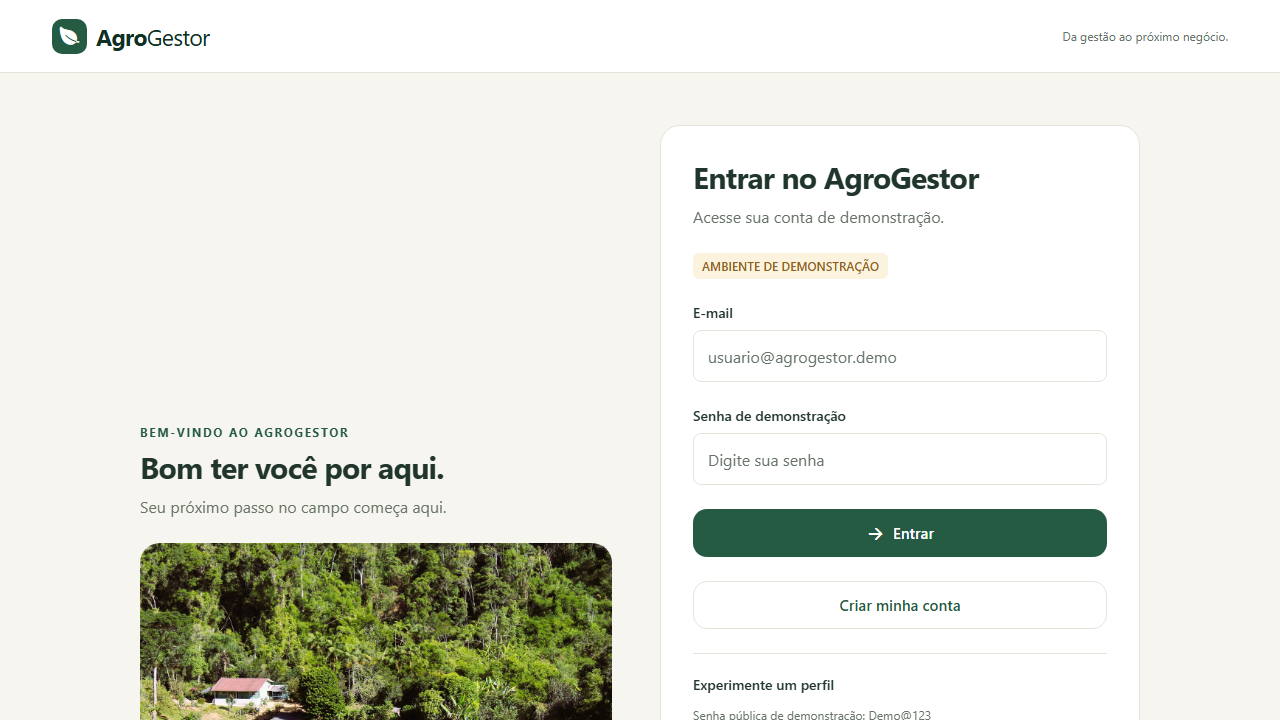 AgroGestor
Da gestão ao próximo negócio.
BEM-VINDO AO AGROGESTOR
Bom ter você por aqui.
Seu próximo passo no campo começa aqui.
Entrar no AgroGestor
Acesse sua conta de demonstração.
AMBIENTE DE DEMONSTRAÇÃO
E-mail
usuario@agrogestor.demo
Senha de demonstração
Digite sua senha
Entrar
Criar minha conta
Experimente um perfil
Senha pública de demonstração: Demo@123